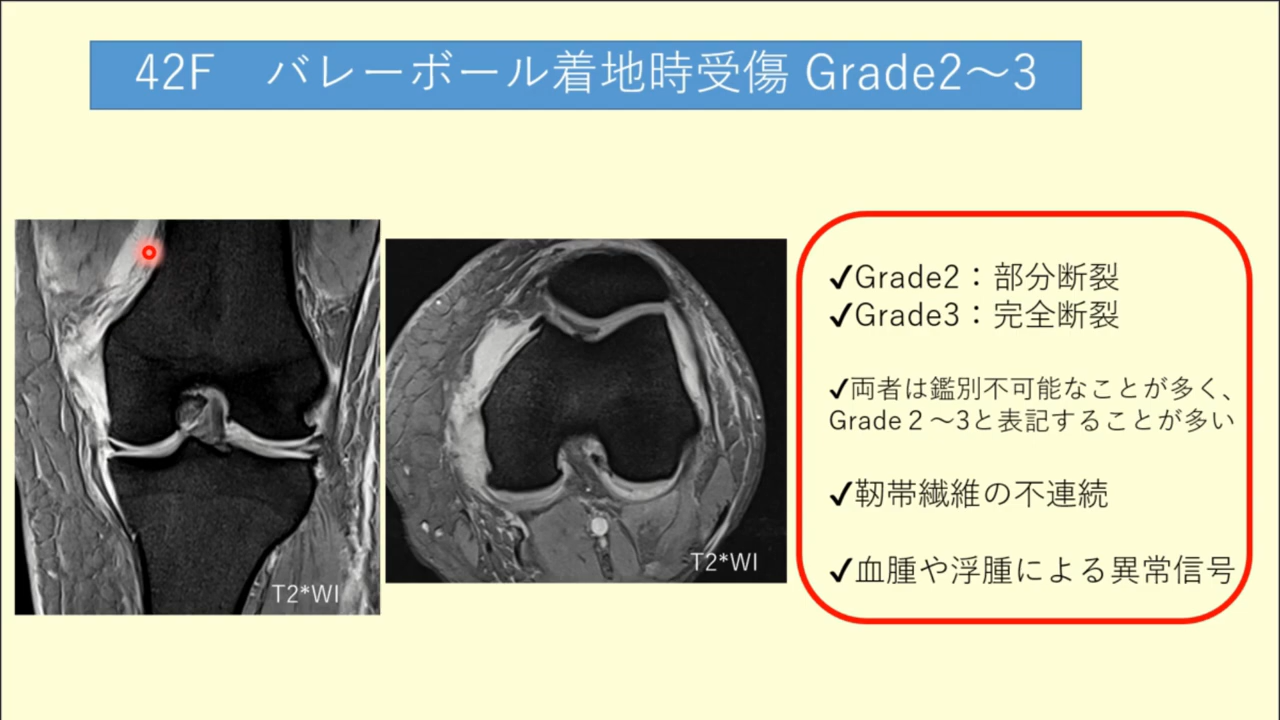 42F　バレーボール着地時受傷 Grade2～3
T2*WI
T2*WI
✓Grade2：部分断裂
✓Grade3：完全断裂
✓両者は鑑別不可能なことが多く、
Grade２～3と表記することが多い
✓靭帯繊維の不連続
✓血腫や浮腫による異常信号